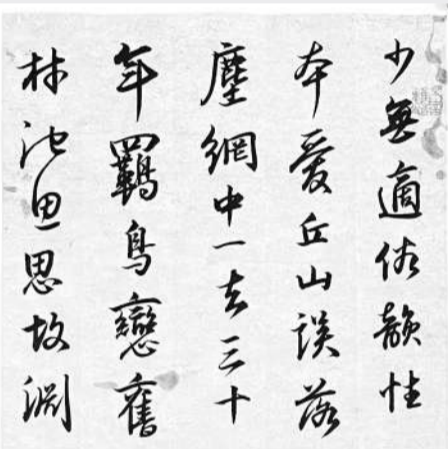 少無適俗韻性
本愛丘山誤落
塵網中一去三十
年羈鳥戀舊
林池魚思故淵